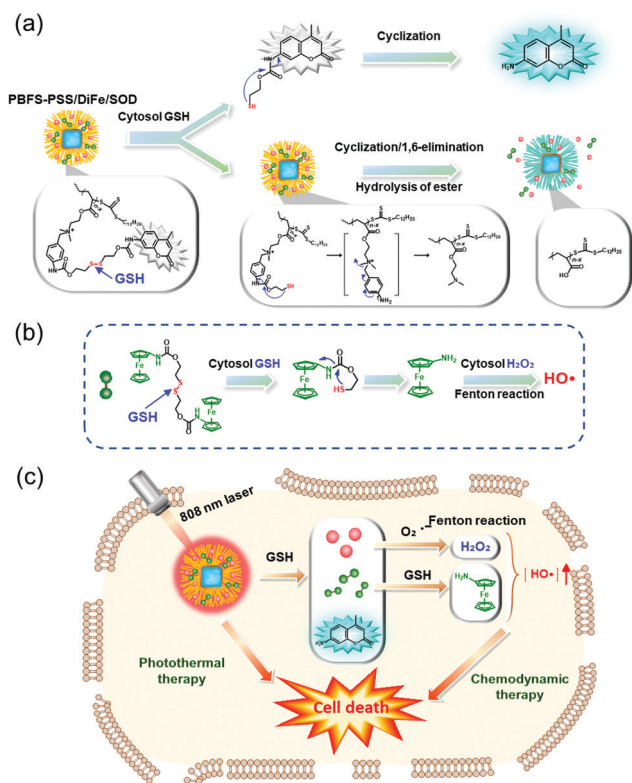 (a)
Cyclization
PBFS-PSS/DiFe/SOD
Cytosol GSH
Cyclization/1,6-elimination
Hydrolysis of ester
GSH
(b)
Cytosol GSH
Cytosol H₂O₂
Fenton reaction
HO•
GSH
(c)
808 nm laser
GSH
O₂•−
Fenton reaction
H₂O₂
GSH
[HO•]
Photothermal
therapy
Chemodynamic
therapy
Cell death